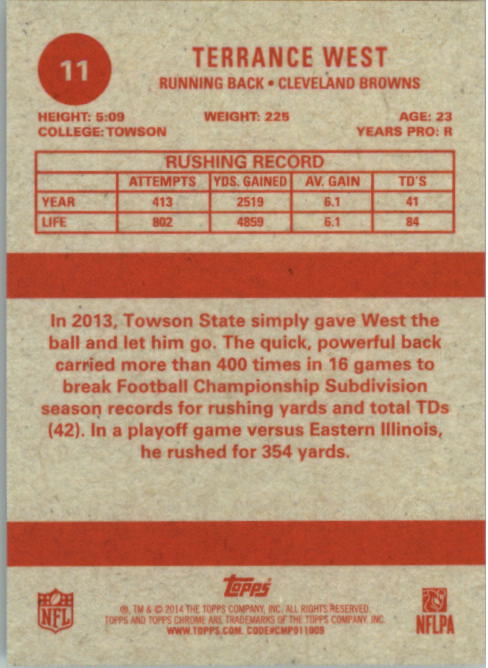 11
TERRANCE WEST
RUNNING BACK • CLEVELAND BROWNS
HEIGHT: 5:09 WEIGHT: 225 AGE: 23
COLLEGE: TOWSON YEARS PRO: R
RUSHING RECORD
ATTEMPTS YDS. GAINED AV. GAIN TD'S
YEAR 413 2519 6.1 41
LIFE 802 4859 6.1 84
In 2013, Towson State simply gave West the
ball and let him go. The quick, powerful back
carried more than 400 times in 16 games to
break Football Championship Subdivision
season records for rushing yards and total TDs
(42). In a playoff game versus Eastern Illinois,
he rushed for 354 yards.
Topps
®, TM & © 2014 THE TOPPS COMPANY, INC. ALL RIGHTS RESERVED.
TOPPS AND TOPPS CHROME ARE TRADEMARKS OF THE TOPPS COMPANY, INC.
WWW.TOPPS.COM. CODE#CMP911009
NFL
NFLPA